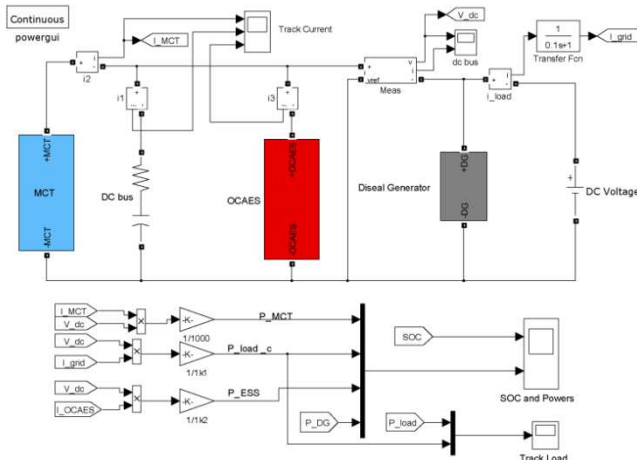 Continuous
powergui
I_MCT
Track Current
V_dc
dc bus
1
0.1s+1
Transfer Fcn
I_grid
i2
i1
i3
+
vref
v
i
Meas
i_load
+MCT
MCT
-MCT
DC bus
+OCAES
OCAES
-OCAES
+DG
Diseal Generator
-DG
+
DC Voltage
I_MCT
V_dc
×
-K-
1/1000
P_MCT
V_dc
I_grid
×
-K-
1/1k1
P_load _c
V_dc
I_OCAES
×
-K-
1/1k2
P_ESS
P_DG
SOC
SOC and Powers
P_load
Track Load